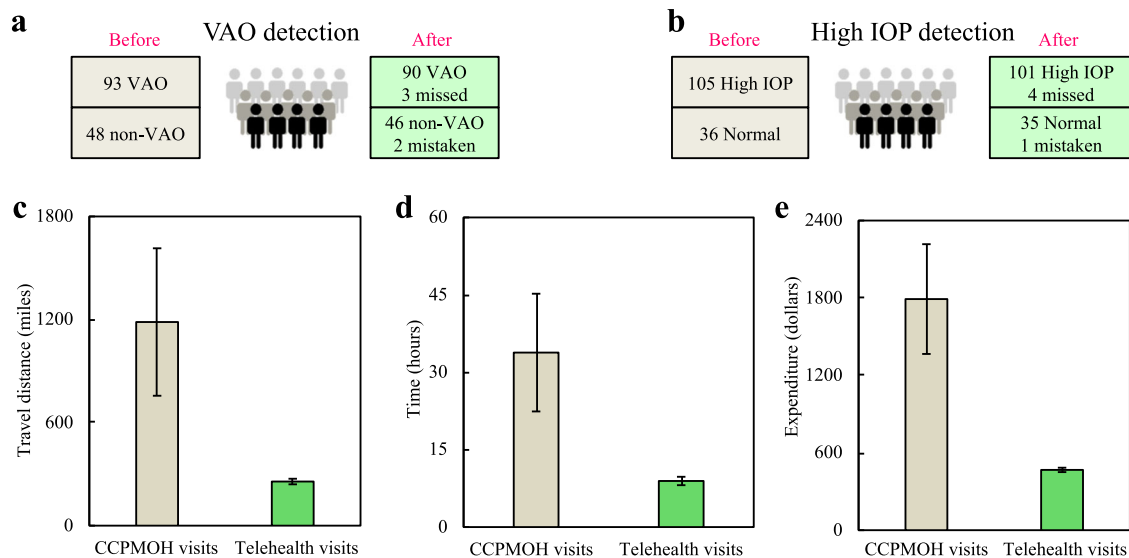 a
VAO detection
Before
After
93 VAO
48 non-VAO
90 VAO
3 missed
46 non-VAO
2 mistaken
b
High IOP detection
Before
After
105 High IOP
36 Normal
101 High IOP
4 missed
35 Normal
1 mistaken
c
Travel distance (miles)
1800
1200
600
0
CCPMOH visits
Telehealth visits
d
Time (hours)
60
45
30
15
0
CCPMOH visits
Telehealth visits
e
Expenditure (dollars)
2400
1800
1200
600
0
CCPMOH visits
Telehealth visits